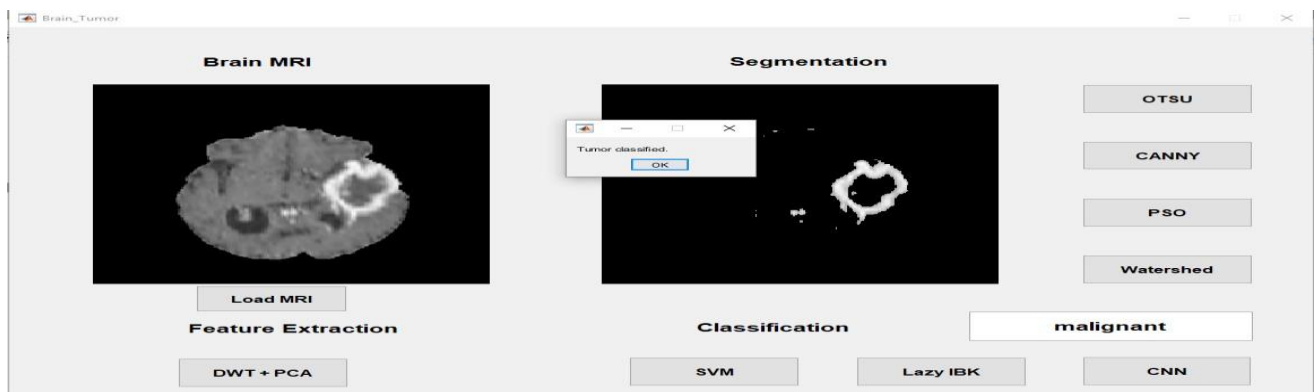 Brain_Tumor
Brain MRI
Segmentation
OTSU
Tumor classified.
OK
CANNY
PSO
Watershed
Load MRI
Feature Extraction
Classification
malignant
DWT + PCA
SVM
Lazy IBK
CNN